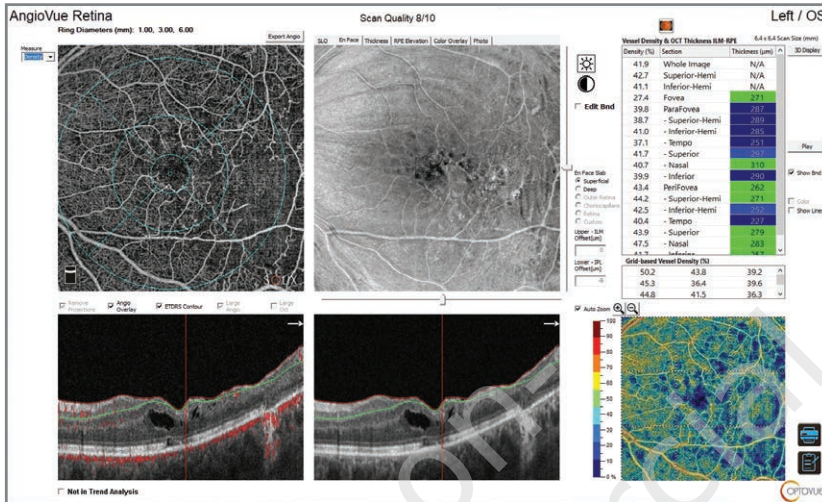 AngioVue Retina
Scan Quality 8/10
Left / OS
Ring Diameters (mm): 1.00, 3.00, 6.00
Export Angio
Measure
Density
SLO En Face Thickness RPE Elevation Color Overlay Photo
Edit Bnd
En Face Slab
Superficial
Deep
Outer Retina
Choriocapillaris
Retina
Custom
Upper - ILM
Offset(µm)
0
Lower - IPL
Offset(µm)
Vessel Density & OCT Thickness ILM-RPE
6.4 x 6.4 Scan Size (mm)
Density (%) Section Thickness (µm)
41.9 Whole Image N/A
42.7 Superior-Hemi N/A
41.1 Inferior-Hemi N/A
27.4 Fovea 271
39.8 ParaFovea 287
38.7 - Superior-Hemi 289
41.0 - Inferior-Hemi 285
37.1 - Tempo 251
41.7 - Superior 297
40.7 - Nasal 310
39.9 - Inferior 290
43.4 PeriFovea 262
44.2 - Superior-Hemi 271
42.5 - Inferior-Hemi
40.4 - Tempo 227
43.9 - Superior 279
47.5 - Nasal 283
41.7 - Inferior 257
Grid-based Vessel Density (%)
50.2 43.8 39.2
45.3 36.4 39.6
44.8 41.5 36.3
3D Display
Play
Show Bnd
Color
Show Line
Remove Projections
Angio Overlay
ETDRS Contour
Large Angio
Large Oct
Auto Zoom
100
90
80
70
60
50
40
30
20
10
0 %
Not in Trend Analysis
OPTOVUE